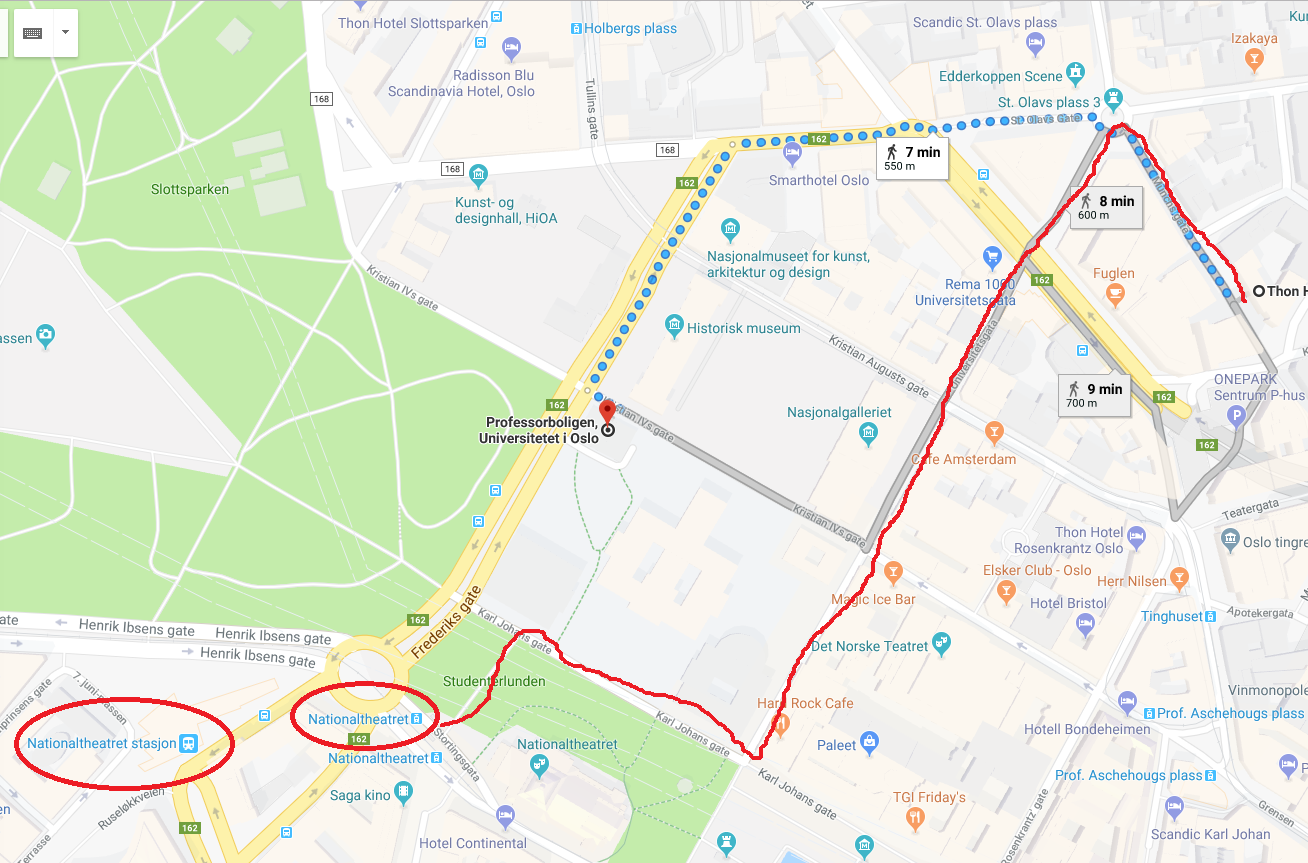 Thon Hotel Slottsparken
Holbergs plass
Scandic St. Olavs plass
Izakaya
Radisson Blu
Scandinavia Hotel, Oslo
Edderkoppen Scene
St. Olavs plass 3
168
Tullins gate
St. Olavs Gate
162
168
7 min
550 m
168
Smarthotel Oslo
Slottsparken
162
Kunst- og
designhall, HiOA
8 min
600 m
Munchs gate
Nasjonalmuseet for kunst,
arkitektur og design
Kristian IVs gate
Rema 1000
Universitetsgata
162
Fuglen
Thon H
assen
Historisk museum
Universitetsgata
Kristian Augusts gate
9 min
700 m
ONEPARK
Sentrum P-hus
162
162
Professorboligen,
Universitetet i Oslo
Kristian IVs gate
Nasjonalgalleriet
162
Cafe Amsterdam
Kristian IVs gate
Teatergata
Thon Hotel
Rosenkrantz Oslo
Oslo tingre
Elsker Club - Oslo
Herr Nilsen
Magic Ice Bar
Hotel Bristol
Tinghuset
Apotekergata
Frederiks gate
162
Karl Johans gate
ate
Henrik Ibsens gate
Henrik Ibsens gate
Henrik Ibsens gate
Det Norske Teatret
Studenterlunden
7. juni-plassen
Vinmonopole
Hard Rock Cafe
Prof. Aschehougs plass
Nationaltheatret
162
Karl Johans gate
Hotell Bondeheimen
Nationaltheatret stasjon
Nationaltheatret
Stortingsgata
Nationaltheatret
Paleet
Prof. Aschehougs plass
Karl Johans gate
Saga kino
TGI Friday's
Ruseløkkveien
162
Rosenkrantz' gate
Grensen
Hotel Continental
Scandic Karl Johan